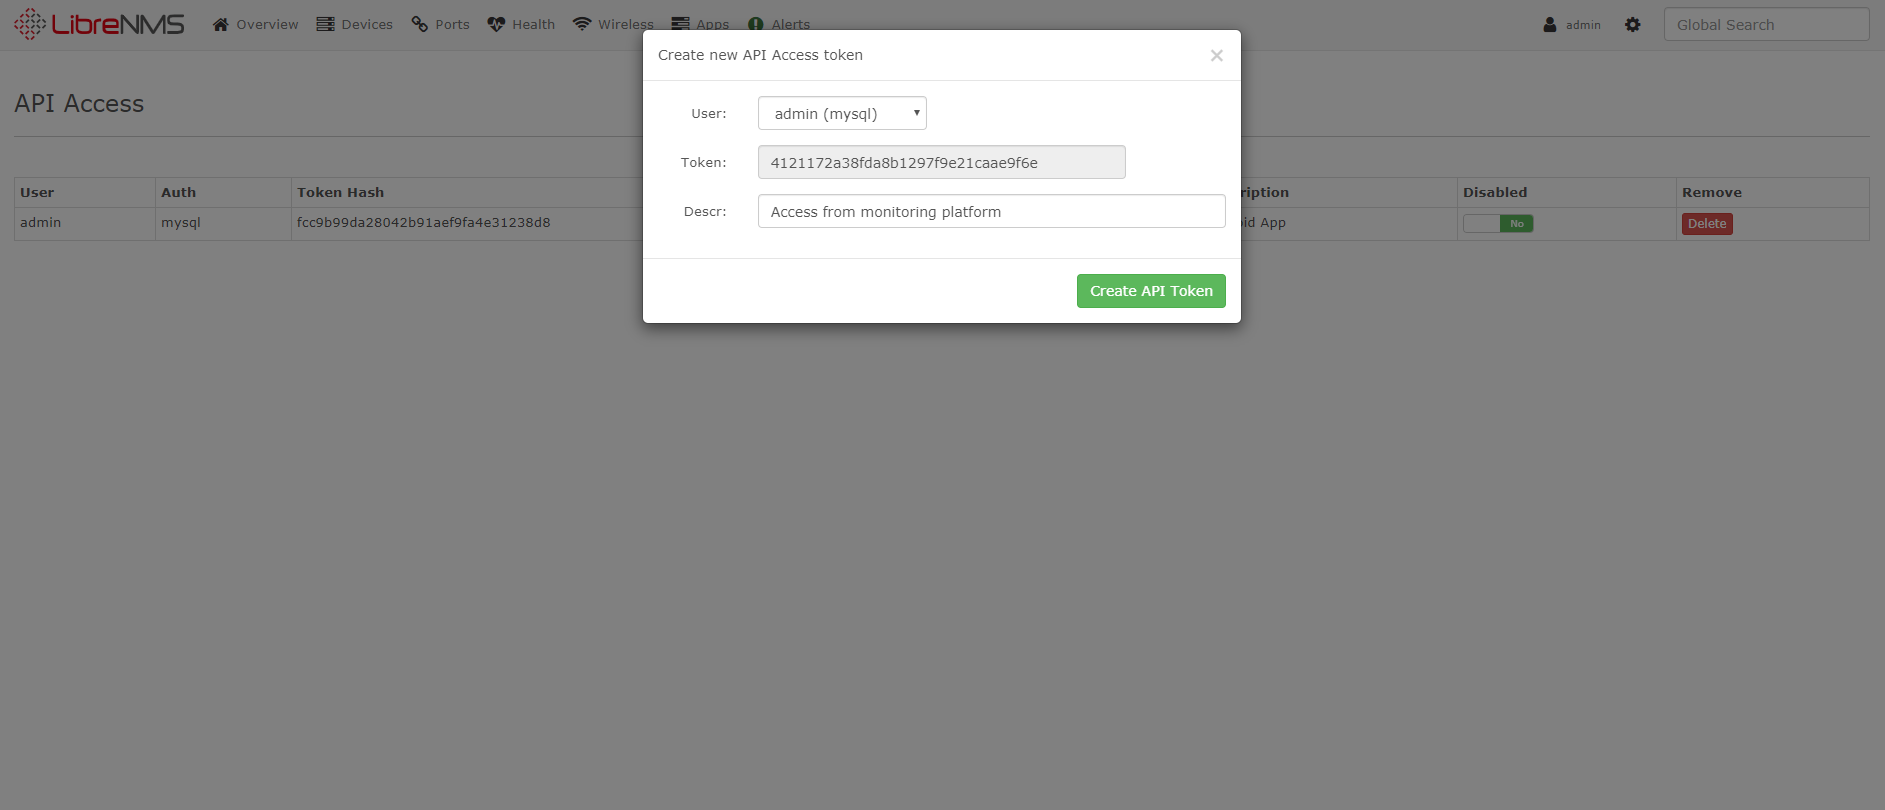 LibreNMS Overview Devices Ports Health Wireless Apps Alerts admin Global Search
Create new API Access token ×
API Access
User: admin (mysql)
Token: 4121172a38fda8b1297f9e21caae9f6e
Descr: Access from monitoring platform
Create API Token
User Auth Token Hash ription Disabled Remove
admin mysql fcc9b99da28042b91aef9fa4e31238d8 oid App No Delete